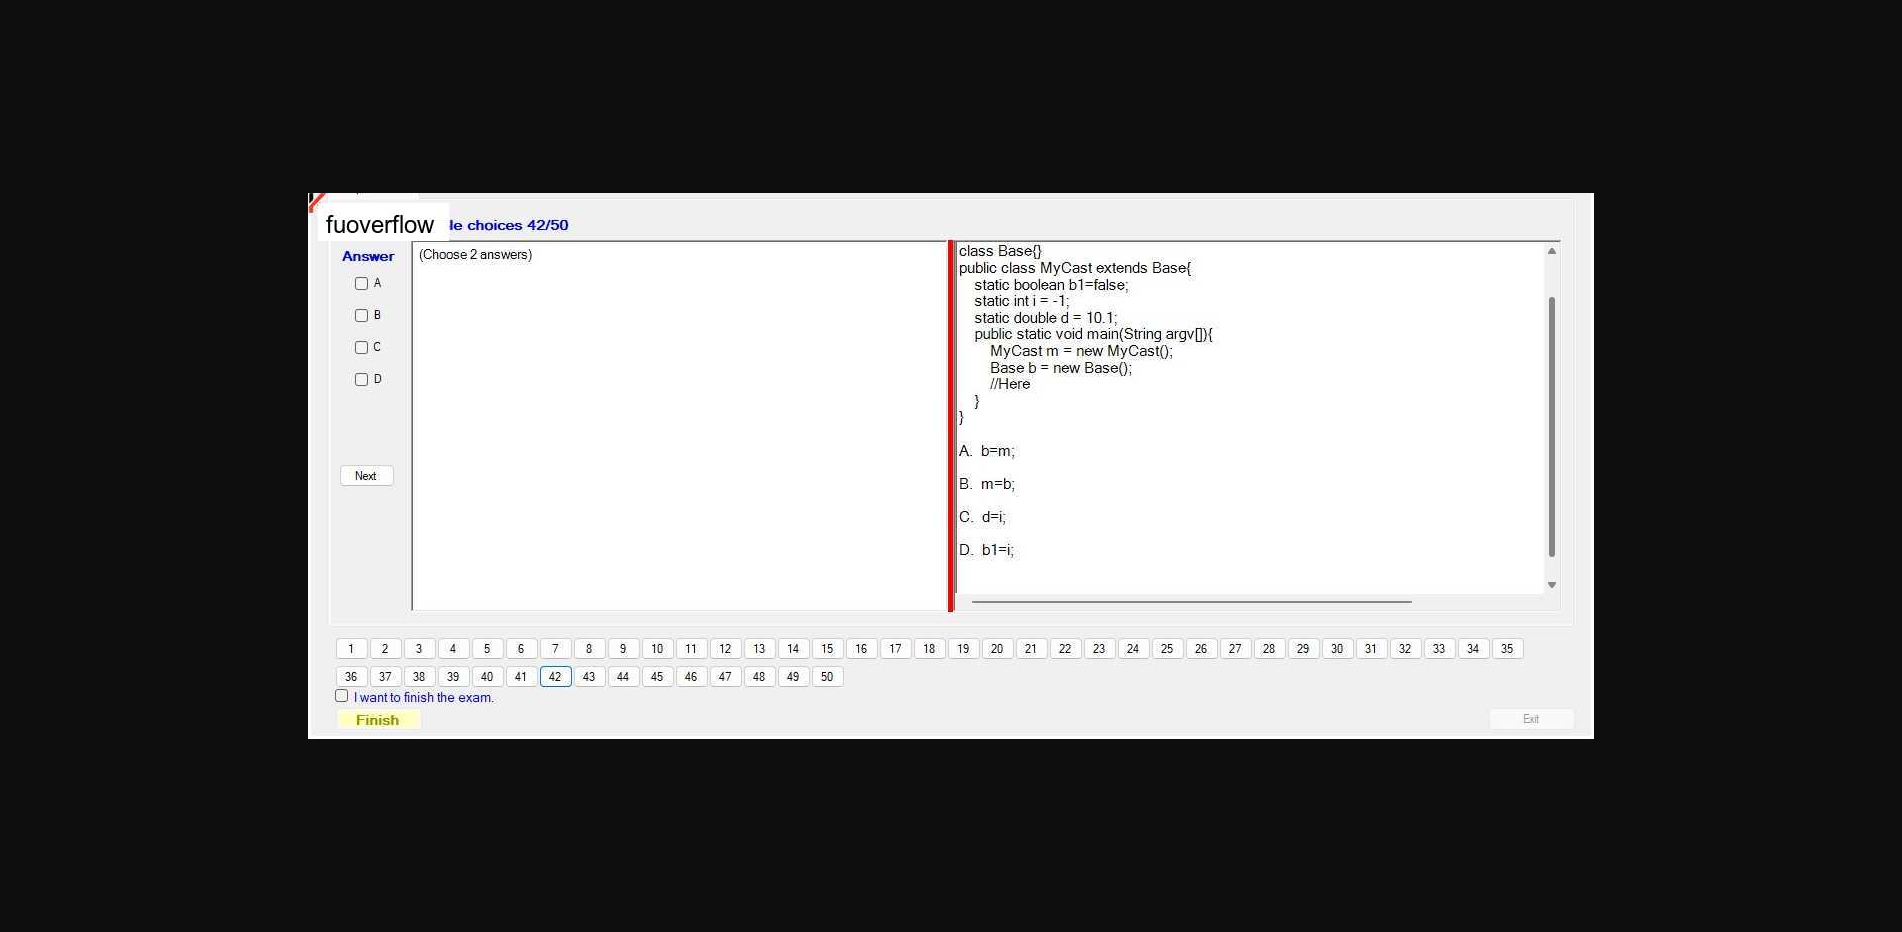 fuoverflow
le choices 42/50
Answer
(Choose 2 answers)
A
B
C
D
Next
class Base{}
public class MyCast extends Base{
static boolean b1=false;
static int i = -1;
static double d = 10.1;
public static void main(String argv[]){
MyCast m = new MyCast();
Base b = new Base();
//Here
}
}
A. b=m;
B. m=b;
C. d=i;
D. b1=i;
1 2 3 4 5 6 7 8 9 10 11 12 13 14 15 16 17 18 19 20 21 22 23 24 25 26 27 28 29 30 31 32 33 34 35
36 37 38 39 40 41 42 43 44 45 46 47 48 49 50
I want to finish the exam.
Finish
Exit